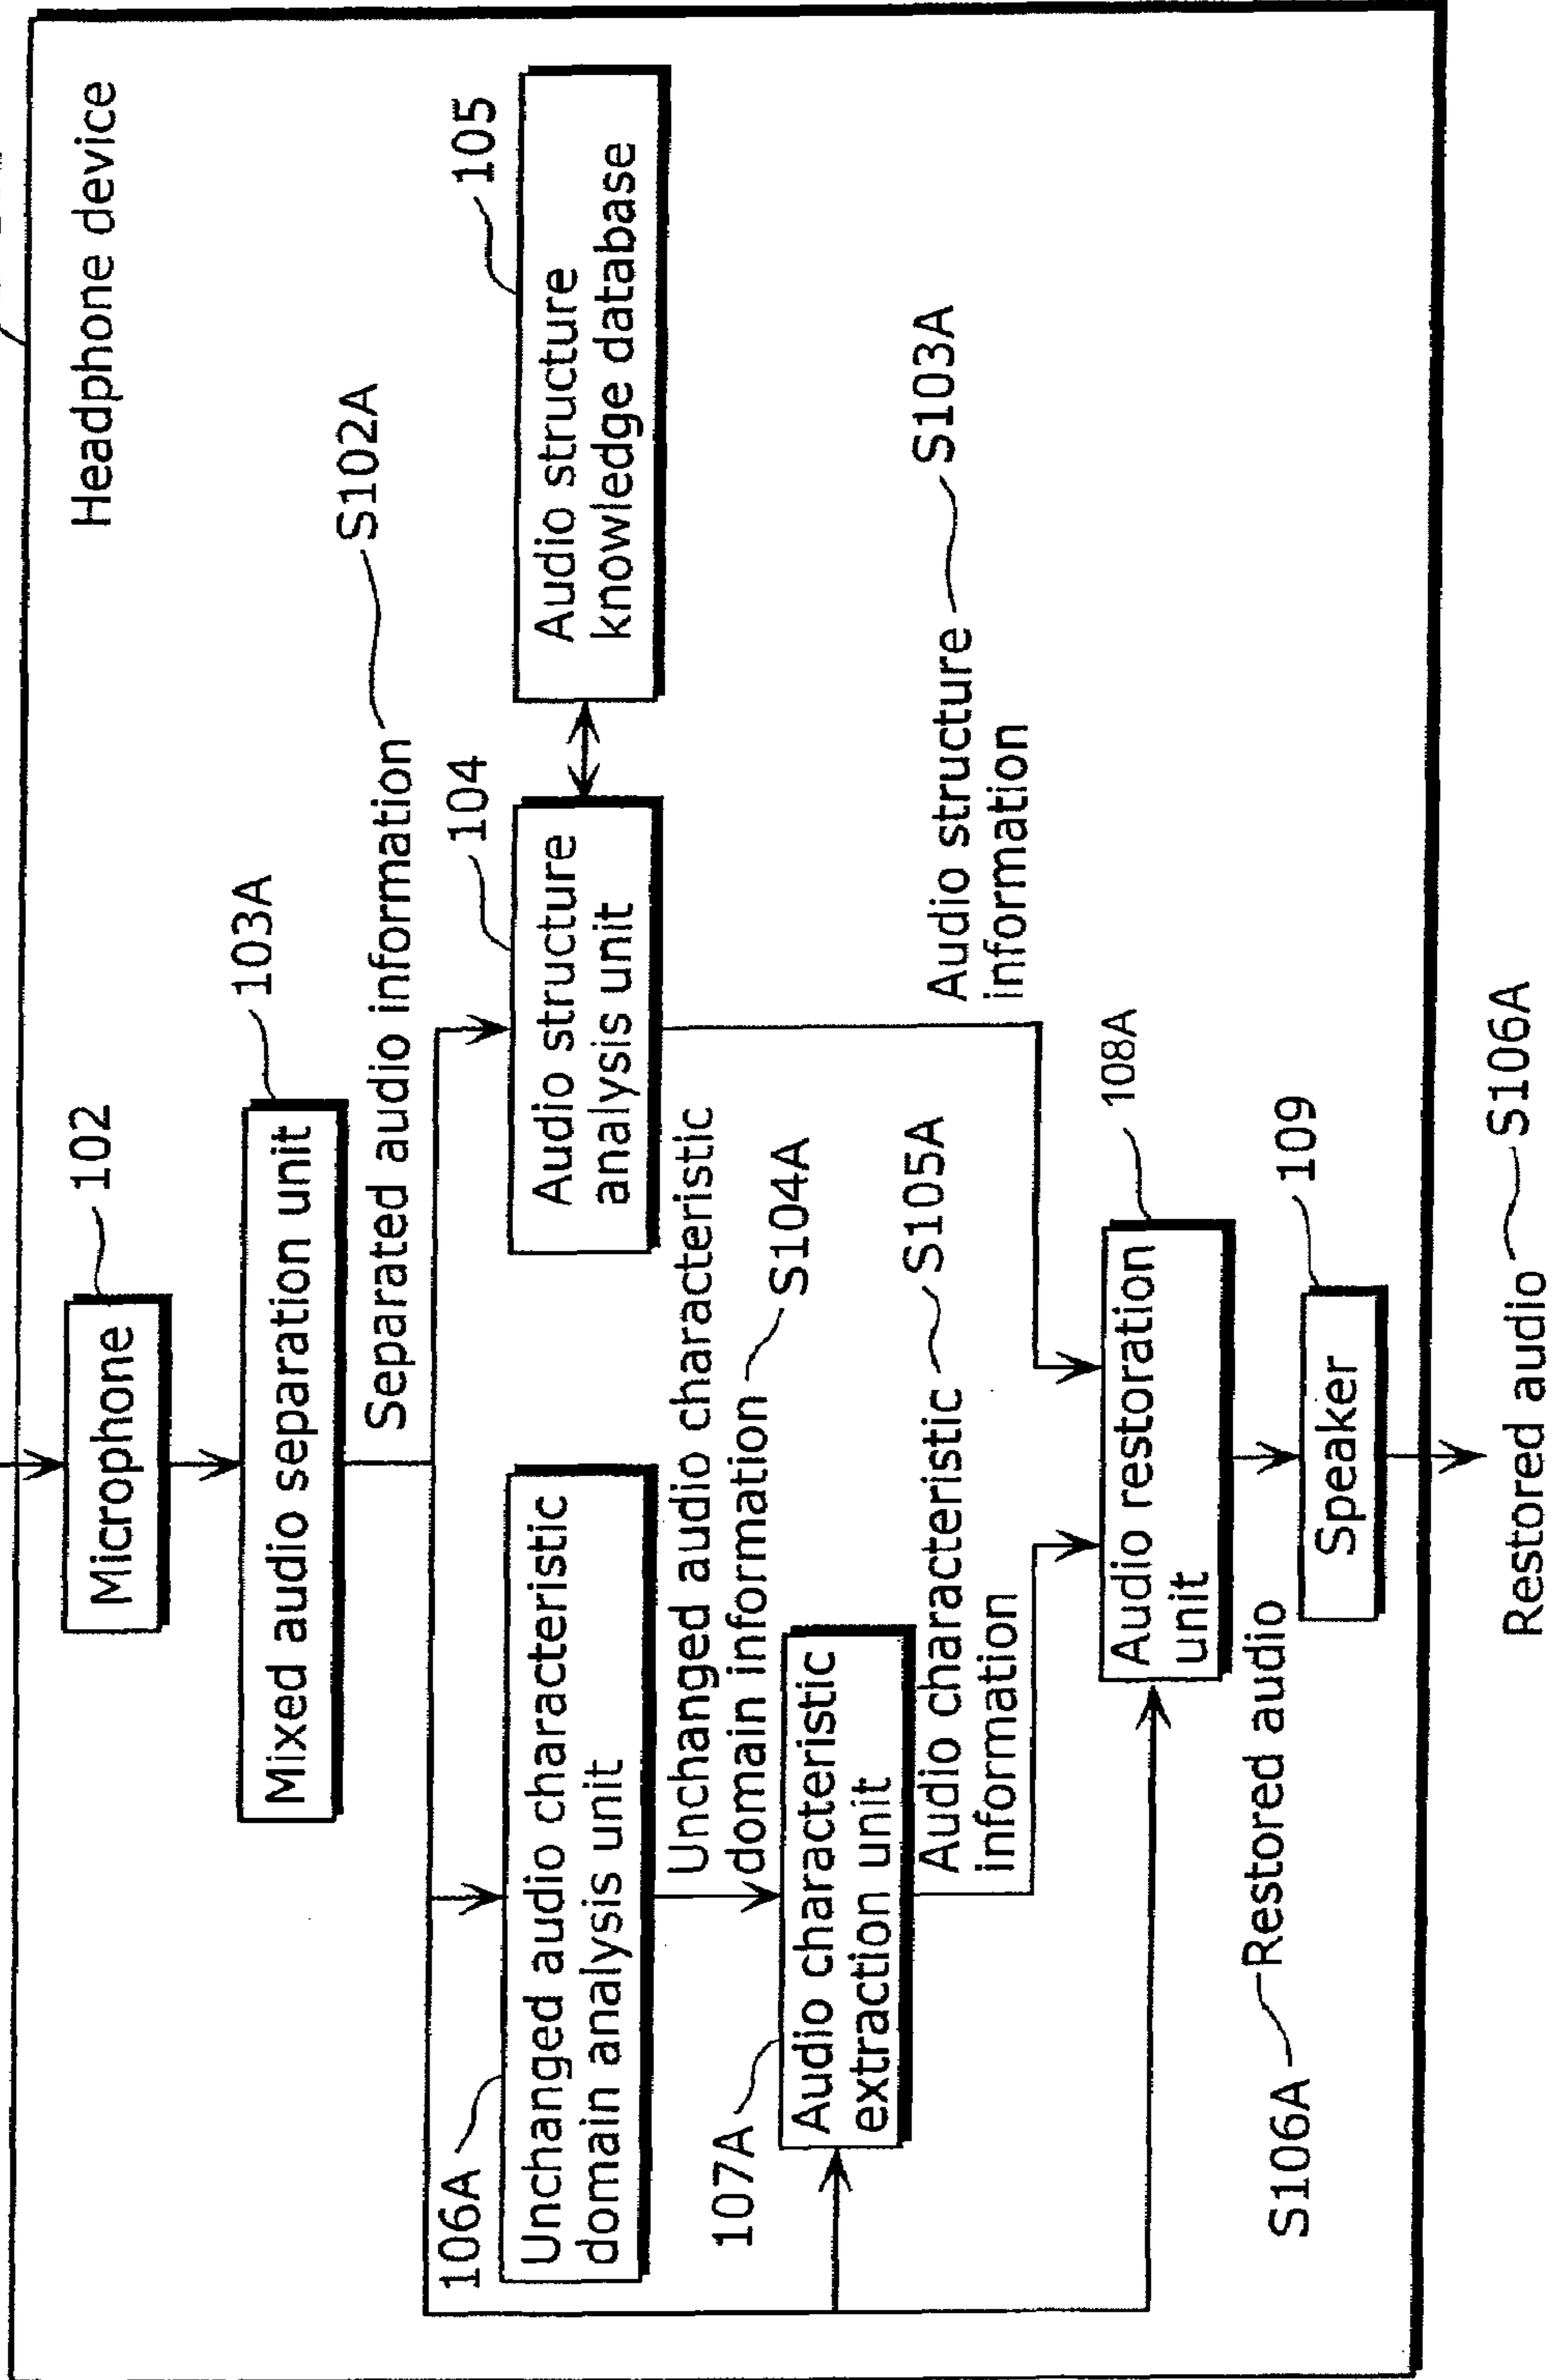 Headphone device
Microphone
102
Mixed audio separation unit
103A
Separated audio information
S102A
106A
Unchanged audio characteristic
domain analysis unit
Audio structure
analysis unit
104
Audio structure
knowledge database
105
Unchanged audio characteristic
domain information
S104A
107A
Audio characteristic
extraction unit
Audio characteristic
information
S105A
Audio structure
information
S103A
Audio restoration
unit
108A
S106A
Restored audio
Speaker
109
Restored audio
S106A